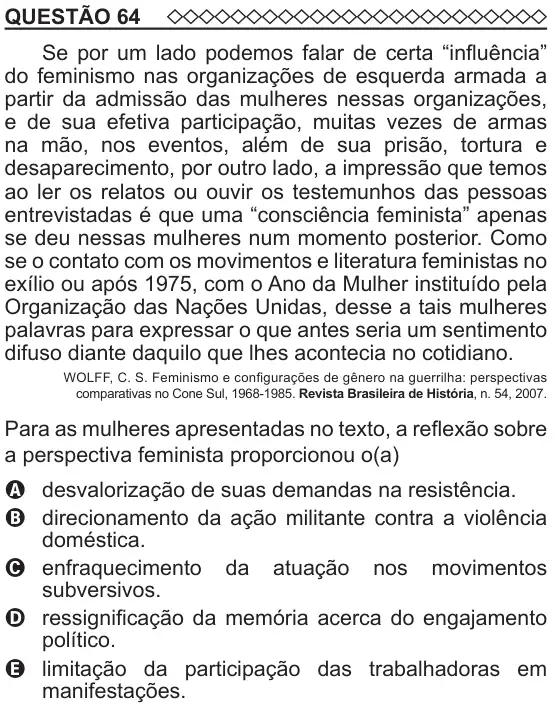 QUESTÃO 64
Se por um lado podemos falar de certa “influência”
do feminismo nas organizações de esquerda armada a
partir da admissão das mulheres nessas organizações,
e de sua efetiva participação, muitas vezes de armas
na mão, nos eventos, além de sua prisão, tortura e
desaparecimento, por outro lado, a impressão que temos
ao ler os relatos ou ouvir os testemunhos das pessoas
entrevistadas é que uma “consciência feminista” apenas
se deu nessas mulheres num momento posterior. Como
se o contato com os movimentos e literatura feministas no
exílio ou após 1975, com o Ano da Mulher instituído pela
Organização das Nações Unidas, desse a tais mulheres
palavras para expressar o que antes seria um sentimento
difuso diante daquilo que lhes acontecia no cotidiano.
WOLFF, C. S. Feminismo e configurações de gênero na guerrilha: perspectivas
comparativas no Cone Sul, 1968-1985. Revista Brasileira de História, n. 54, 2007.
Para as mulheres apresentadas no texto, a reflexão sobre
a perspectiva feminista proporcionou o(a)
A desvalorização de suas demandas na resistência.
B direcionamento da ação militante contra a violência
doméstica.
C enfraquecimento da atuação nos movimentos
subversivos.
D ressignificação da memória acerca do engajamento
político.
E limitação da participação das trabalhadoras em
manifestações.